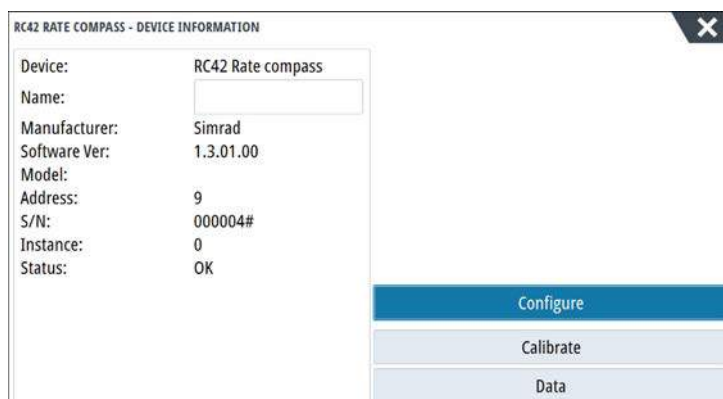 RC42 RATE COMPASS - DEVICE INFORMATION
Device: RC42 Rate compass
Name:
Manufacturer: Simrad
Software Ver: 1.3.01.00
Model:
Address: 9
S/N: 000004#
Instance: 0
Status: OK
Configure
Calibrate
Data